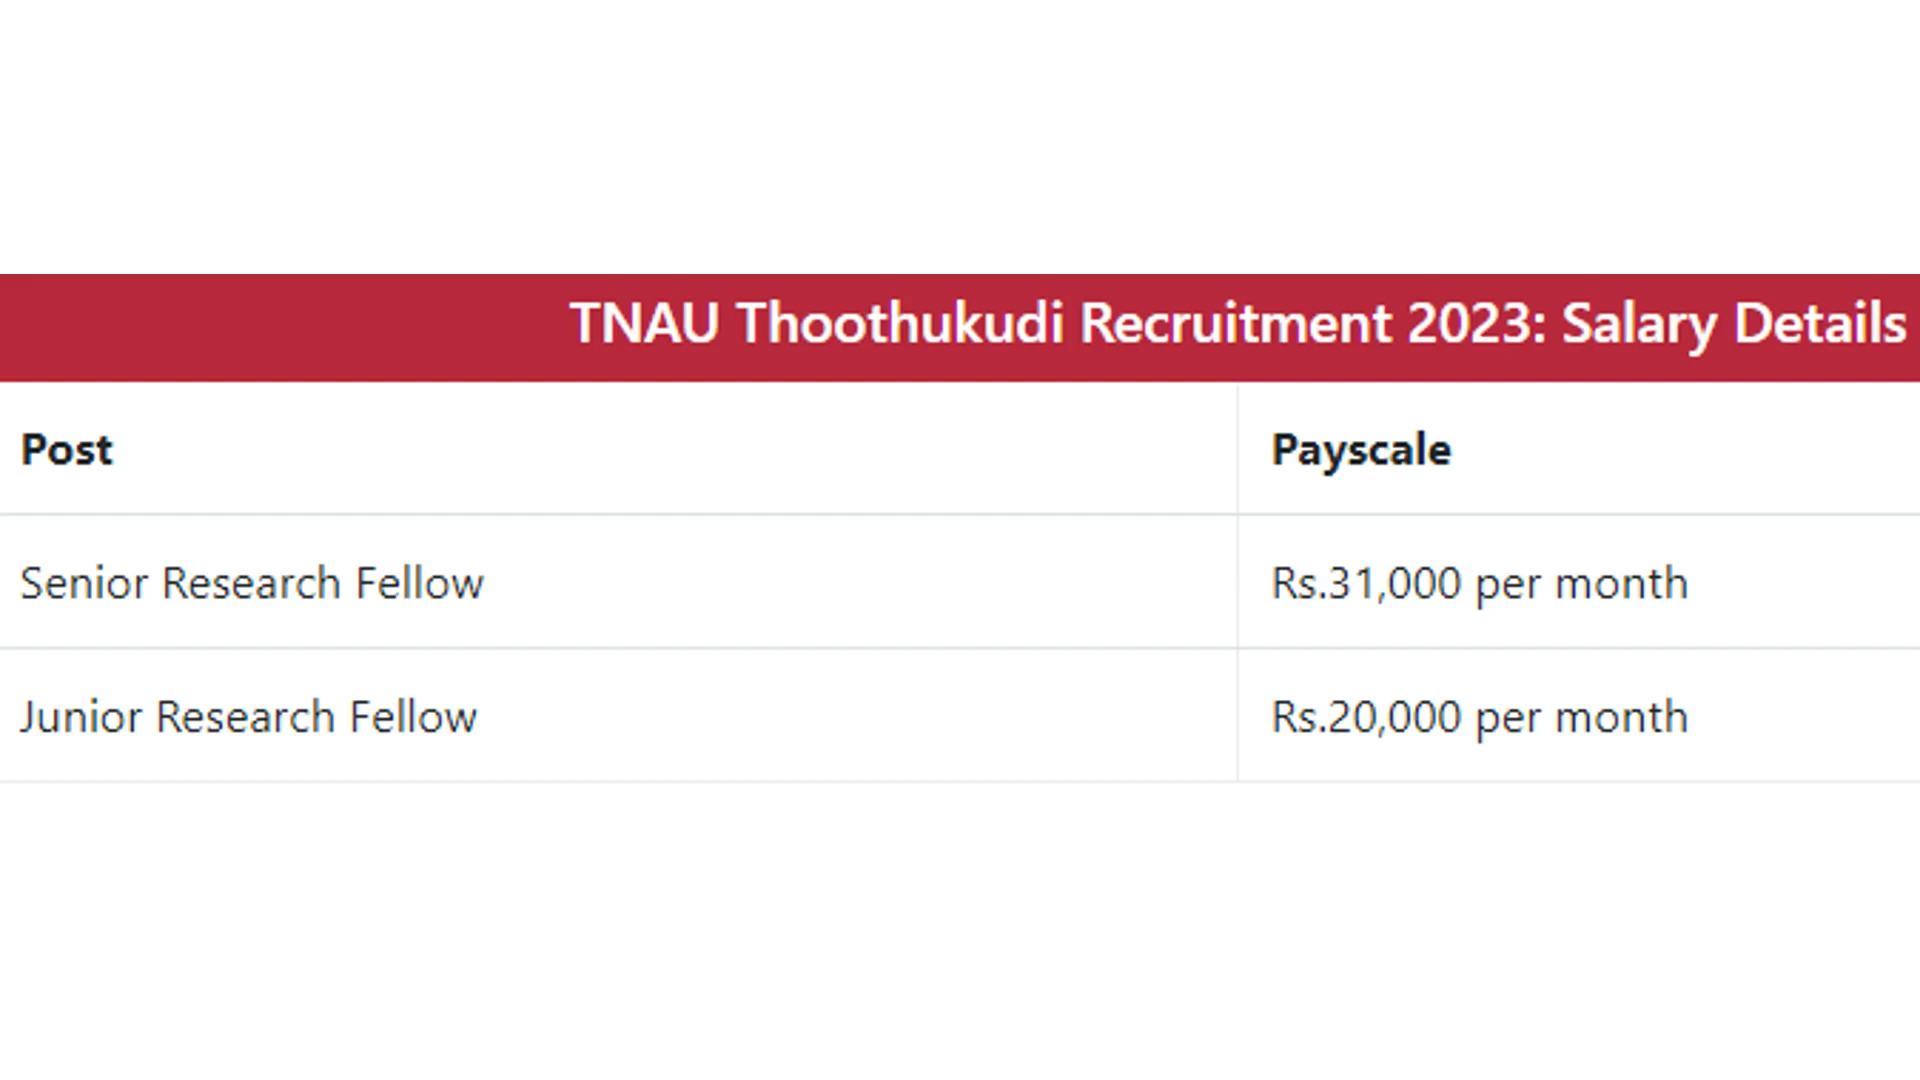 TNAU Thoothukudi Recruitment 2023: Salary Details
Post Payscale
Senior Research Fellow Rs.31,000 per month
Junior Research Fellow Rs.20,000 per month